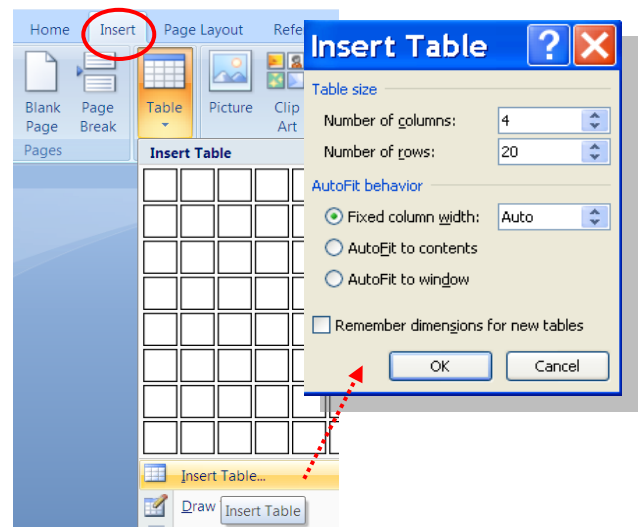 Home Insert Page Layout Refe
Blank Page
Page Break
Table
Picture
Clip Art
Pages
Insert Table
Insert Table...
Draw
Insert Table
Insert Table
Table size
Number of columns: 4
Number of rows: 20
AutoFit behavior
Fixed column width: Auto
AutoFit to contents
AutoFit to window
Remember dimensions for new tables
OK Cancel